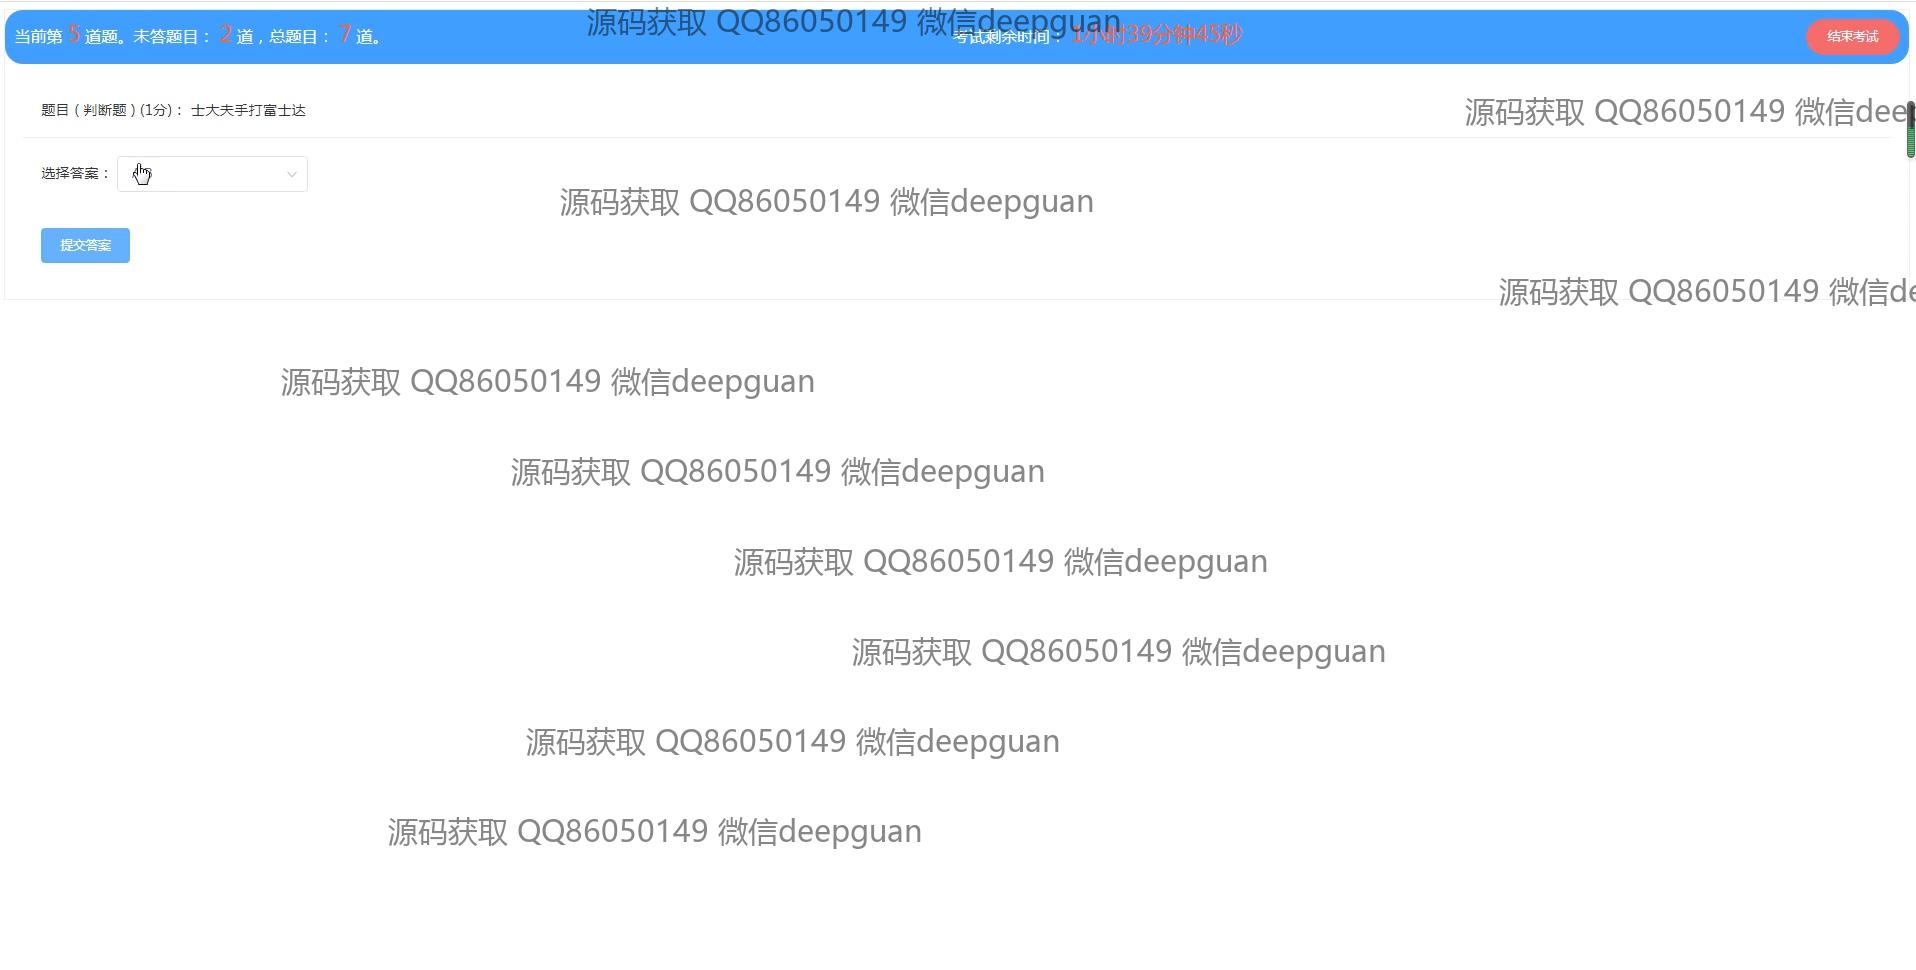 源码获取 QQ86050149 微信deepguan
当前第 5 道题。未答题目： 2 道，总题目： 7 道。
考试剩余时间： 1小时39分钟45秒
结束考试
题目 ( 判断题 ) (1分)： 士大夫手打富士达
源码获取 QQ86050149 微信deep
选择答案：
源码获取 QQ86050149 微信deepguan
提交答案
源码获取 QQ86050149 微信de
源码获取 QQ86050149 微信deepguan
源码获取 QQ86050149 微信deepguan
源码获取 QQ86050149 微信deepguan
源码获取 QQ86050149 微信deepguan
源码获取 QQ86050149 微信deepguan
源码获取 QQ86050149 微信deepguan